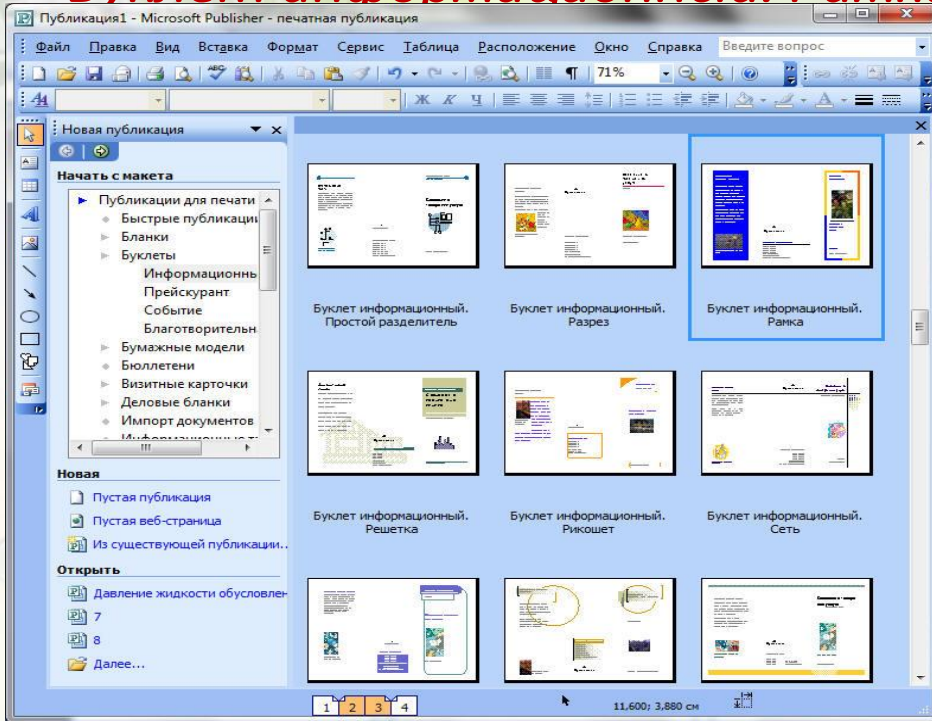 Буклет информационный. Рамка
Публикация1 - Microsoft Publisher - печатная публикация
Файл Правка Вид Вставка Формат Сервис Таблица Расположение Окно Справка Введите вопрос
71%
Ж К Ч
Новая публикация
Начать с макета
Публикации для печати
Быстрые публикации
Бланки
Буклеты
Информационнь
Прейскурант
Событие
Благотворительн
Бумажные модели
Бюллетени
Визитные карточки
Деловые бланки
Импорт документов
Новая
Пустая публикация
Пустая веб-страница
Из существующей публикации..
Открыть
Давление жидкости обусловлен
7
8
Далее...
Буклет информационный.
Простой разделитель
Буклет информационный.
Разрез
Буклет информационный.
Рамка
Буклет информационный.
Решетка
Буклет информационный.
Рикошет
Буклет информационный.
Сеть
1 2 3 4
11,600; 3,880 см